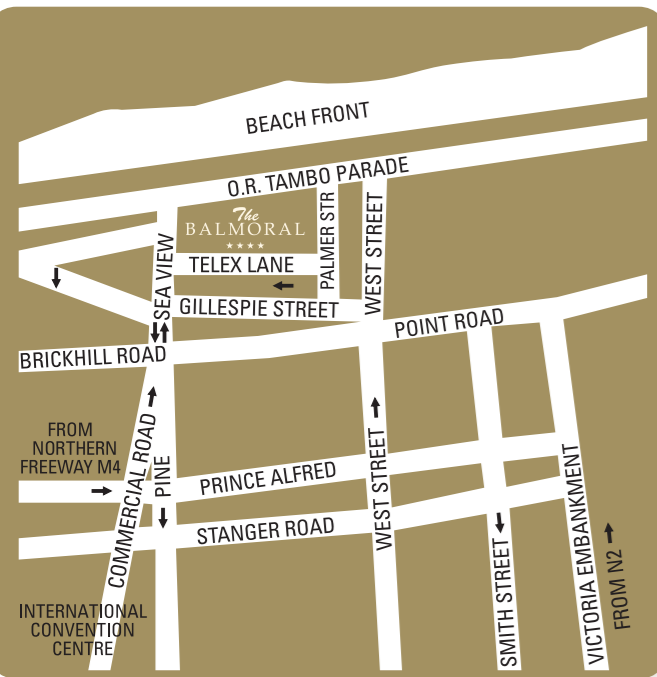 BEACH FRONT
O.R. TAMBO PARADE
The
BALMORAL
★★★★
PALMER STR
WEST STREET
SEA VIEW
TELEX LANE
GILLESPIE STREET
POINT ROAD
BRICKHILL ROAD
FROM
NORTHERN
FREEWAY M4
COMMERCIAL ROAD
PINE
PRINCE ALFRED
STANGER ROAD
WEST STREET
SMITH STREET
VICTORIA EMBANKMENT
FROM N2
INTERNATIONAL
CONVENTION
CENTRE